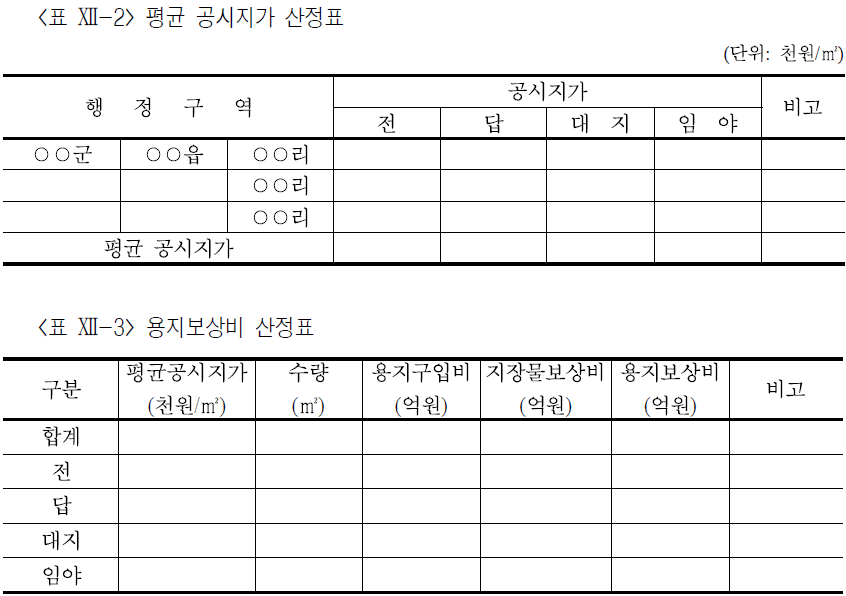 <표 Ⅻ-2> 평균 공시지가 산정표
(단위: 천원/㎡)
행 정 구 역 공시지가 비고
전 답 대 지 임 야
○○군 ○○읍 ○○리
○○리
○○리
평균 공시지가
<표 Ⅻ-3> 용지보상비 산정표
구분 평균공시지가 수량 용지구입비 지장물보상비 용지보상비 비고
(천원/㎡) (㎡) (억원) (억원) (억원)
합계
전
답
대지
임야